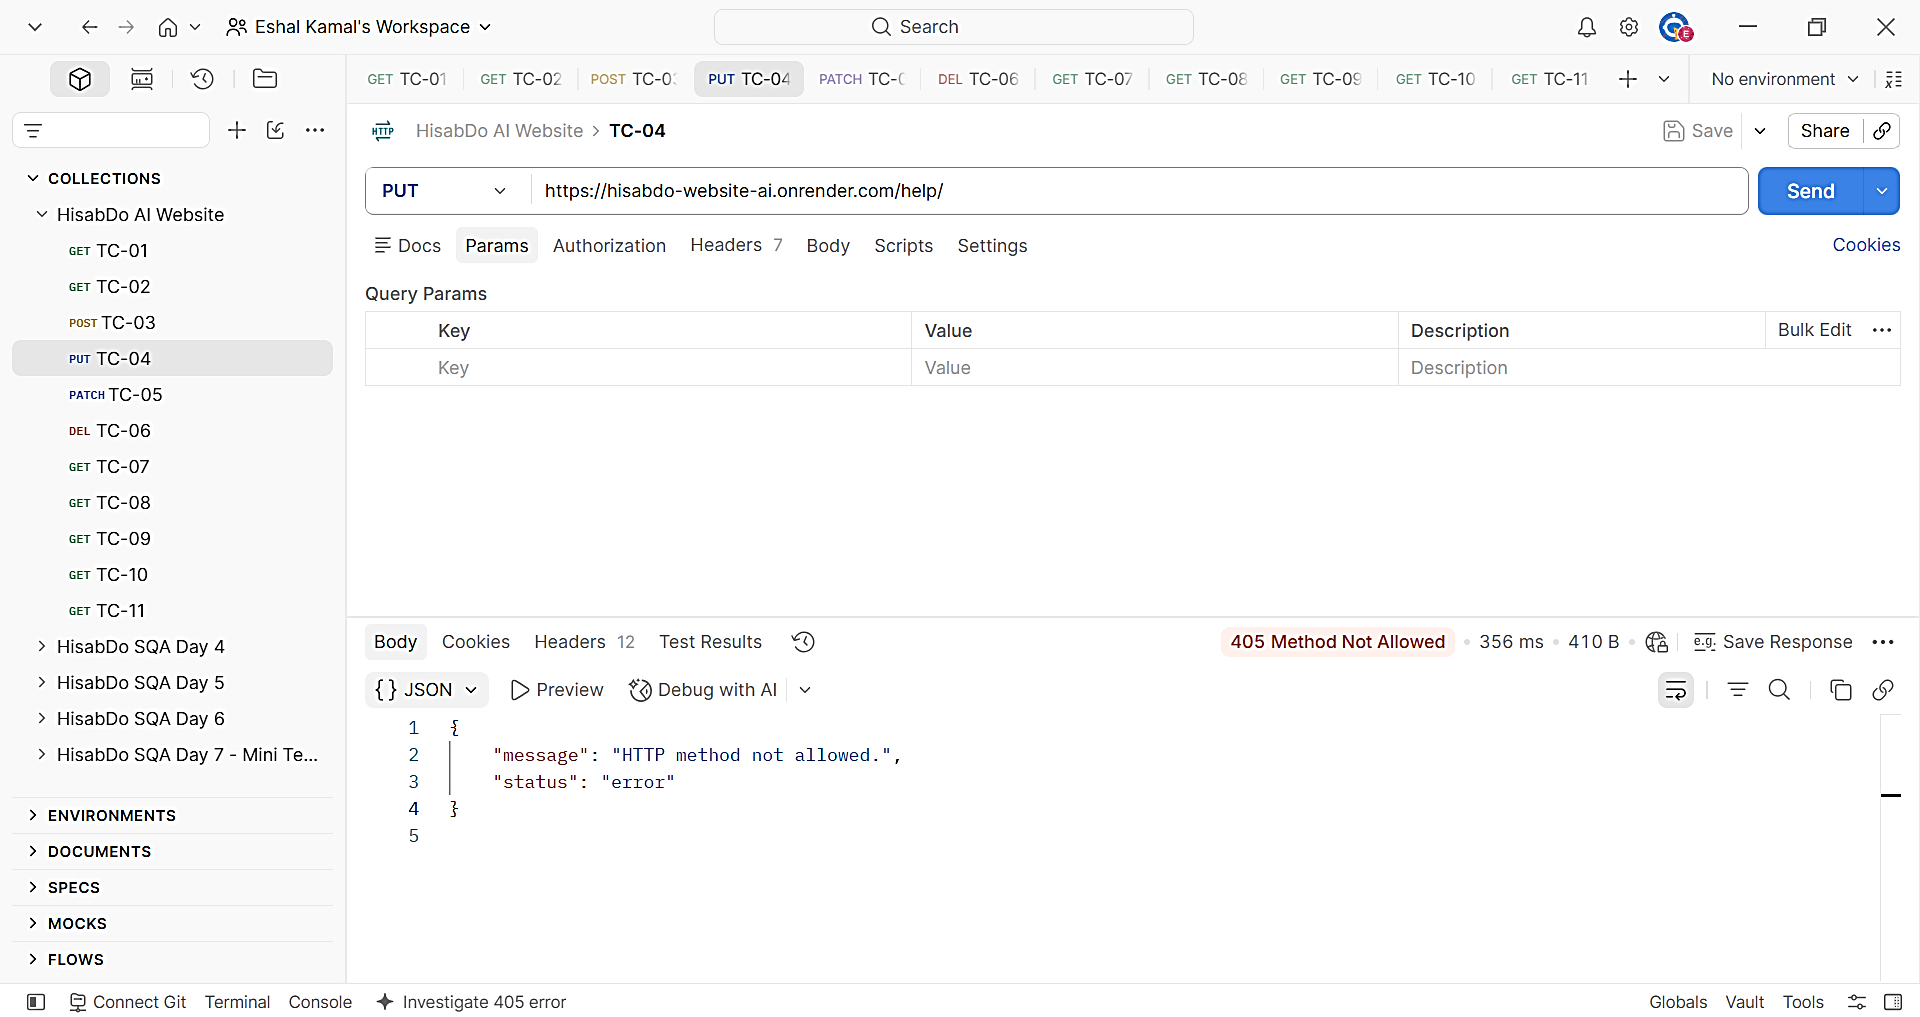 Eshal Kamal's Workspace
Search
GET TC-01
GET TC-02
POST TC-03
PUT TC-04
PATCH TC-0
DEL TC-06
GET TC-07
GET TC-08
GET TC-09
GET TC-10
GET TC-11
No environment
HTTP
HisabDo AI Website > TC-04
Save
Share
COLLECTIONS
HisabDo AI Website
GET TC-01
GET TC-02
POST TC-03
PUT TC-04
PATCH TC-05
DEL TC-06
GET TC-07
GET TC-08
GET TC-09
GET TC-10
GET TC-11
HisabDo SQA Day 4
HisabDo SQA Day 5
HisabDo SQA Day 6
HisabDo SQA Day 7 - Mini Te...
ENVIRONMENTS
DOCUMENTS
SPECS
MOCKS
FLOWS
PUT
https://hisabdo-website-ai.onrender.com/help/
Send
Docs
Params
Authorization
Headers 7
Body
Scripts
Settings
Cookies
Query Params
Key Value Description Bulk Edit
Key Value Description
Body
Cookies
Headers 12
Test Results
405 Method Not Allowed
356 ms
410 B
e.g. Save Response
{} JSON
Preview
Debug with AI
1 {
2 "message": "HTTP method not allowed.",
3 "status": "error"
4 }
5
Connect Git
Terminal
Console
Investigate 405 error
Globals
Vault
Tools
E